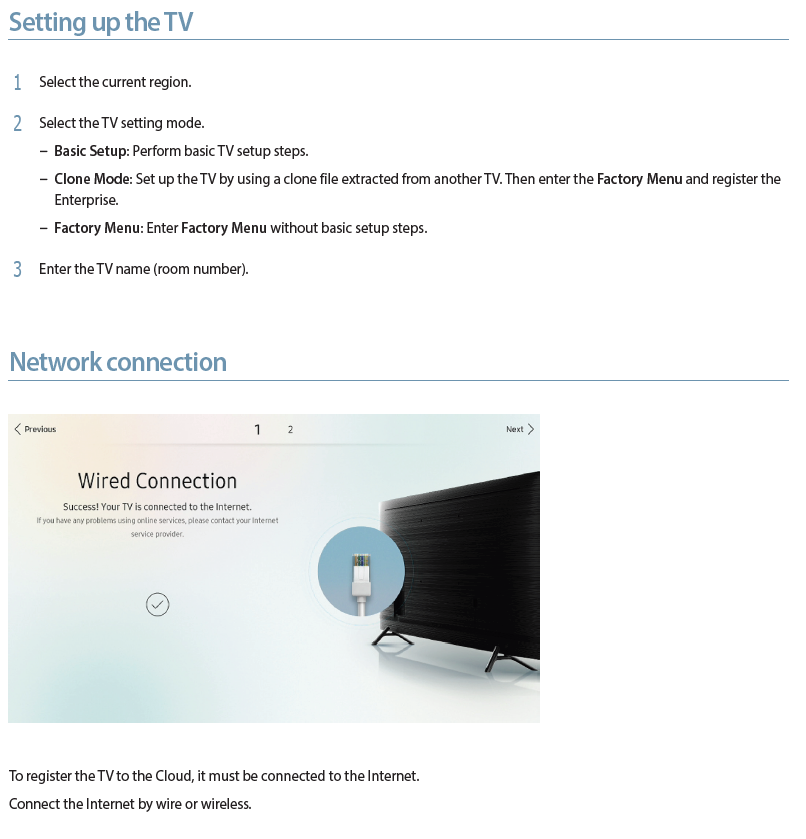 Setting up the TV
1 Select the current region.
2 Select the TV setting mode.
– Basic Setup: Perform basic TV setup steps.
– Clone Mode: Set up the TV by using a clone file extracted from another TV. Then enter the Factory Menu and register the
Enterprise.
– Factory Menu: Enter Factory Menu without basic setup steps.
3 Enter the TV name (room number).
Network connection
Previous 1 2 Next
Wired Connection
Success! Your TV is connected to the Internet.
If you have any problems using online services, please contact your Internet
service provider.
To register the TV to the Cloud, it must be connected to the Internet.
Connect the Internet by wire or wireless.